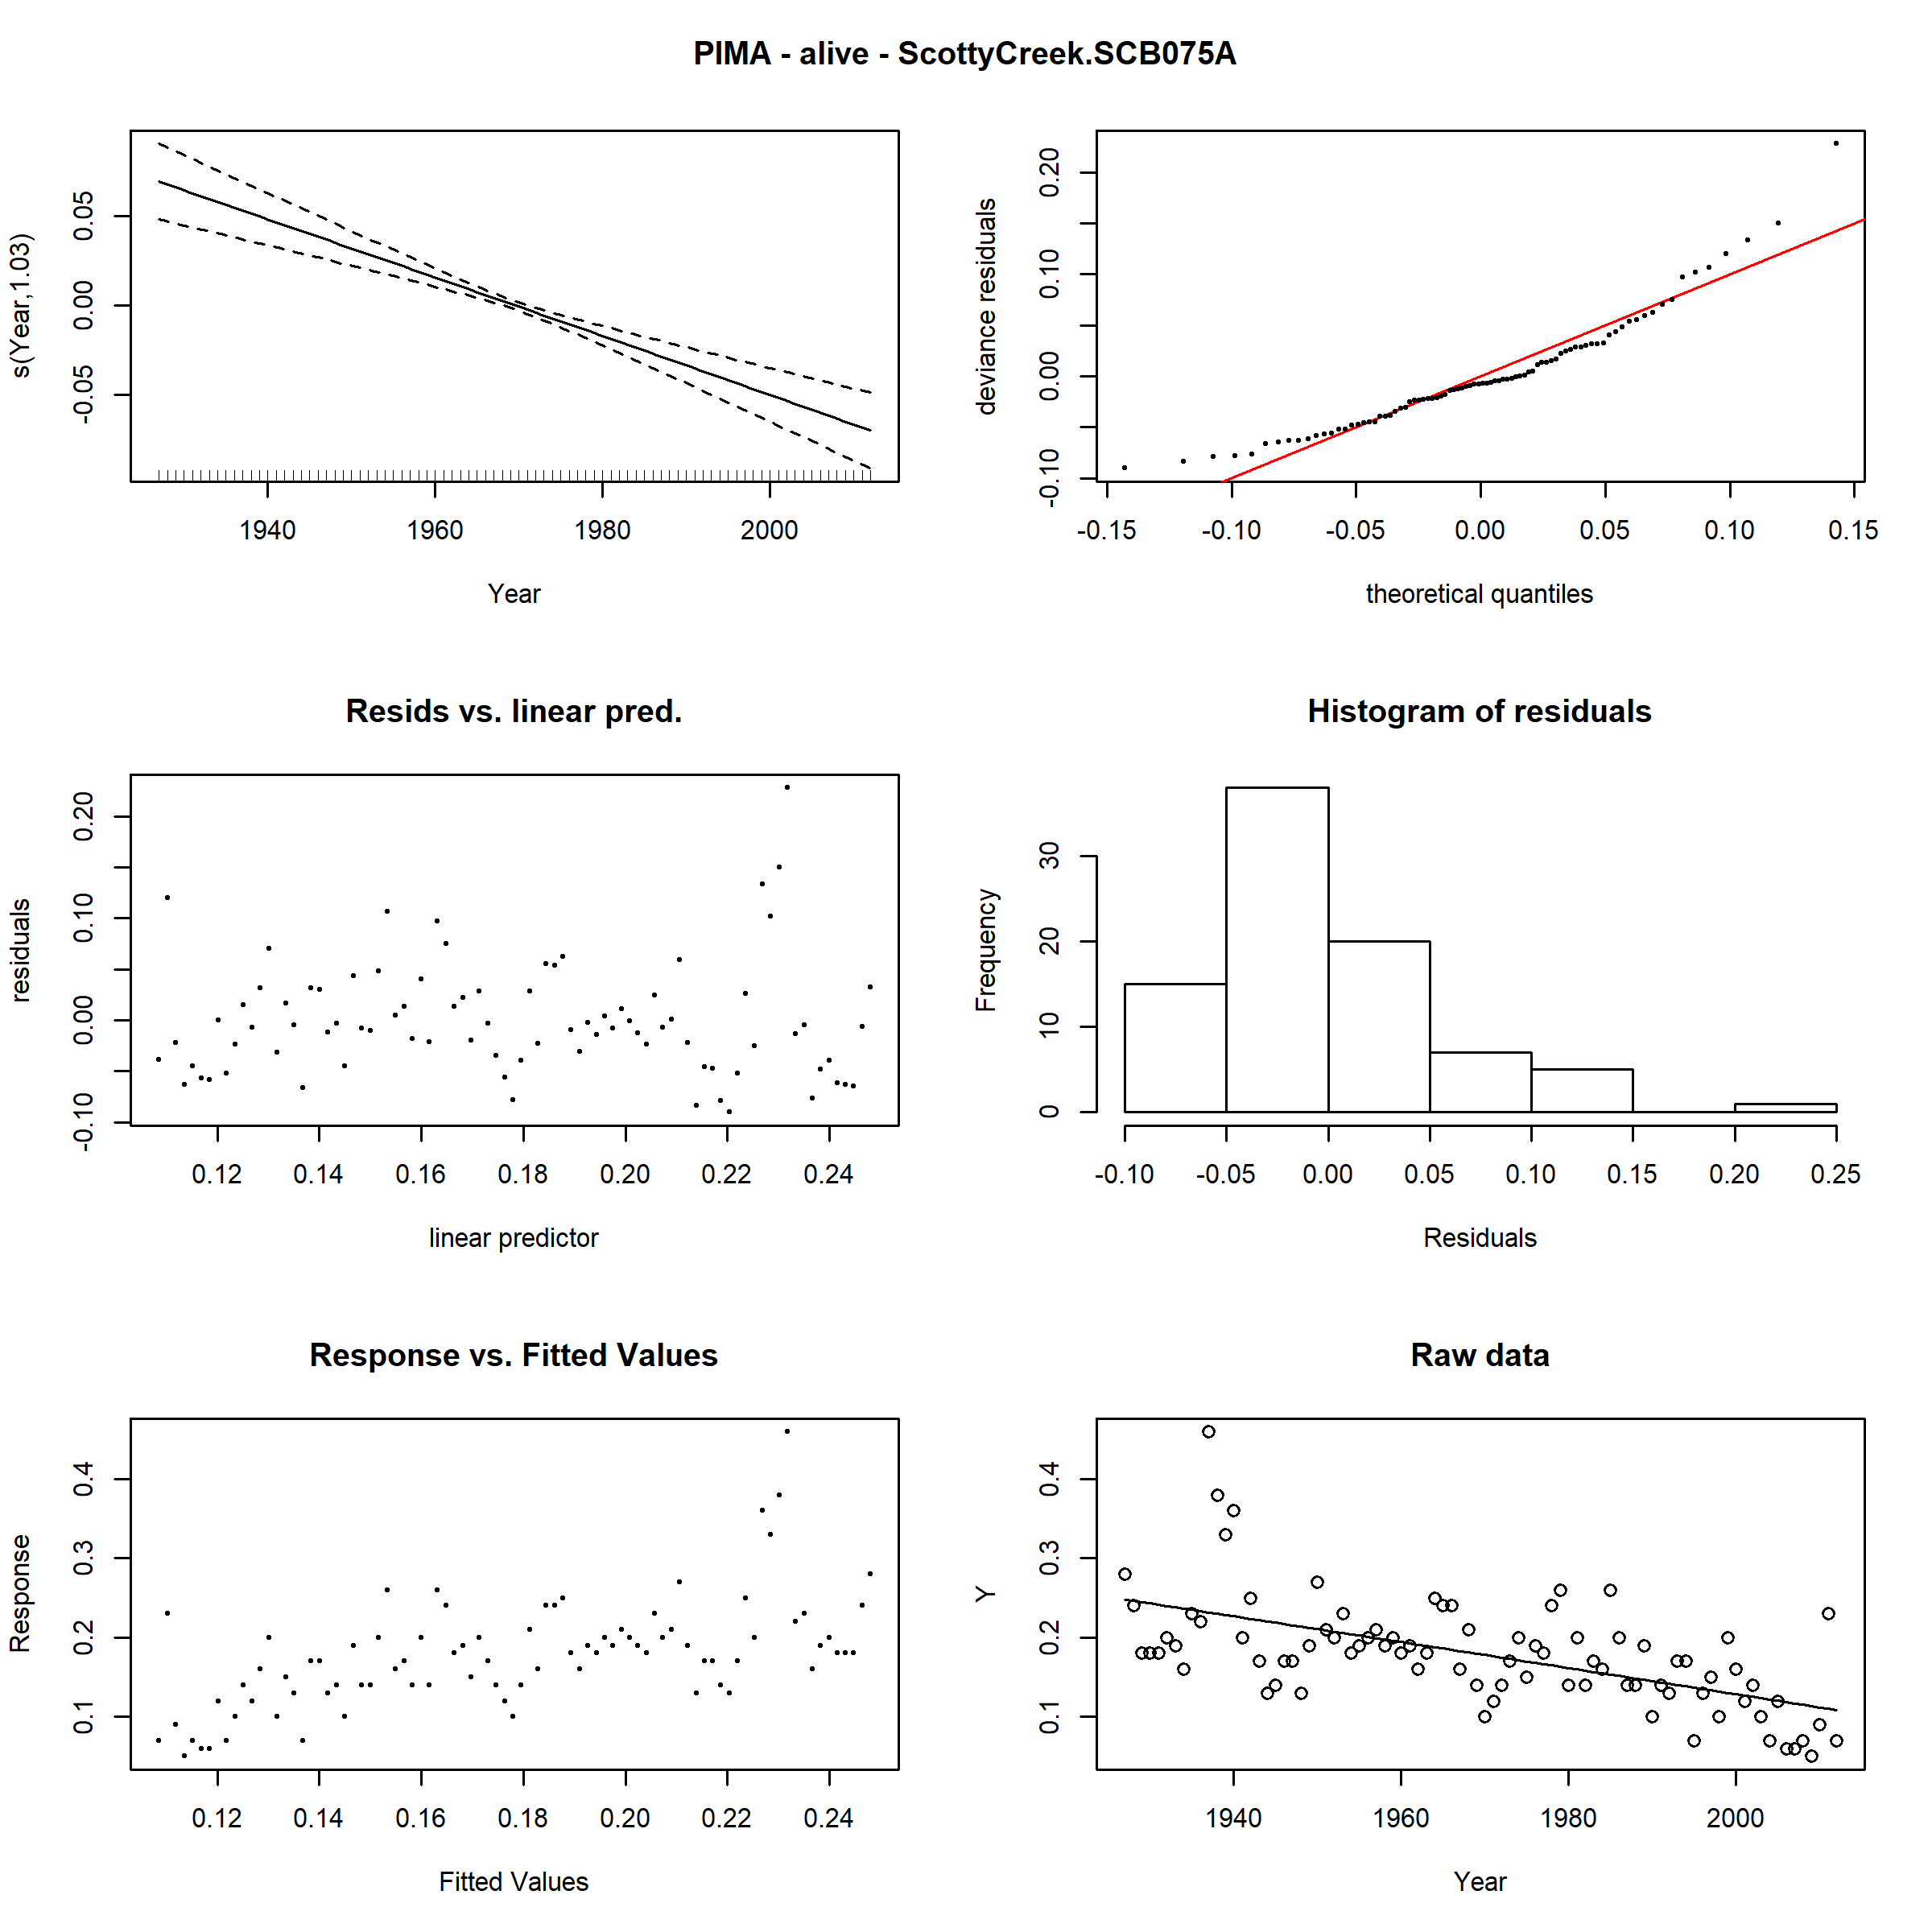 PIMA - alive - ScottyCreek.SCB075A
s(Year,1.03)
-0.05 0.00 0.05
1940 1960 1980 2000
Year
deviance residuals
-0.10 0.00 0.10 0.20
-0.15 -0.10 -0.05 0.00 0.05 0.10 0.15
theoretical quantiles
Resids vs. linear pred.
residuals
-0.10 0.00 0.10 0.20
0.12 0.14 0.16 0.18 0.20 0.22 0.24
linear predictor
Histogram of residuals
Frequency
0 10 20 30
-0.10 -0.05 0.00 0.05 0.10 0.15 0.20 0.25
Residuals
Response vs. Fitted Values
Response
0.1 0.2 0.3 0.4
0.12 0.14 0.16 0.18 0.20 0.22 0.24
Fitted Values
Raw data
Y
0.1 0.2 0.3 0.4
1940 1960 1980 2000
Year